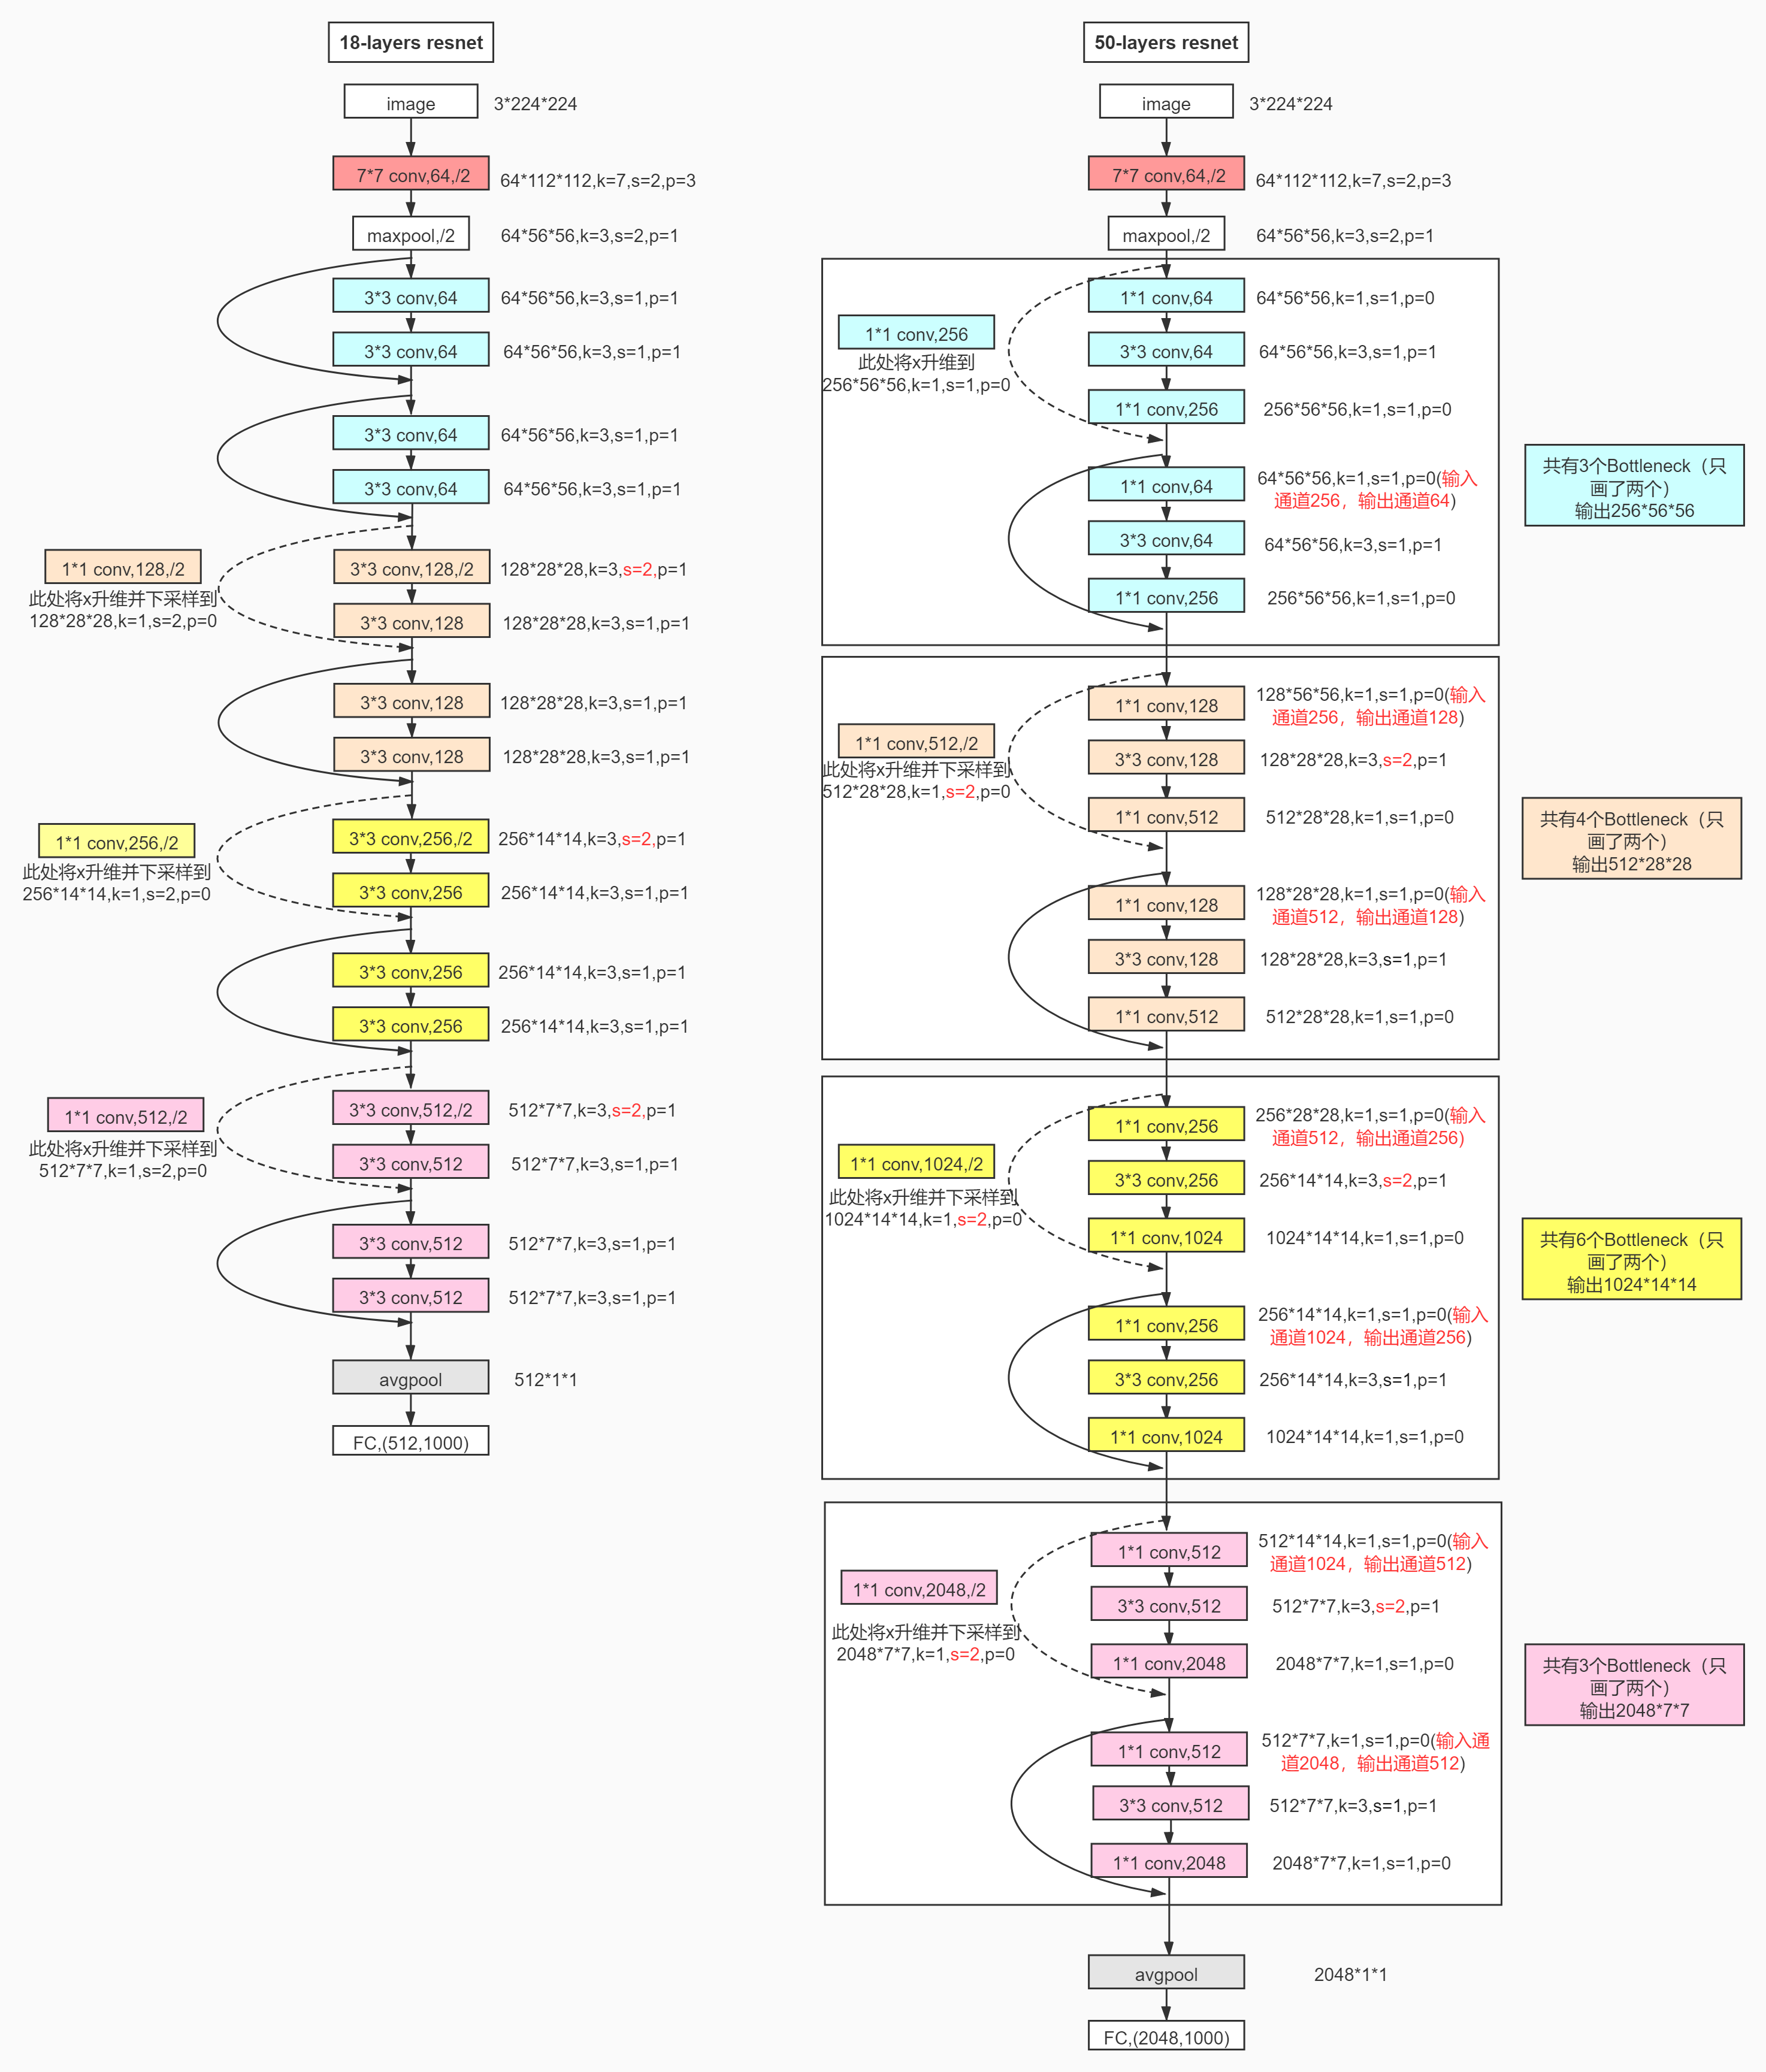 18-layers resnet
image
3*224*224
7*7 conv,64,/2
64*112*112,k=7,s=2,p=3
maxpool,/2
64*56*56,k=3,s=2,p=1
3*3 conv,64
64*56*56,k=3,s=1,p=1
3*3 conv,64
64*56*56,k=3,s=1,p=1
3*3 conv,64
64*56*56,k=3,s=1,p=1
3*3 conv,64
64*56*56,k=3,s=1,p=1
1*1 conv,128,/2
此处将x升维并下采样到
128*28*28,k=1,s=2,p=0
3*3 conv,128,/2
128*28*28,k=3,s=2,p=1
3*3 conv,128
128*28*28,k=3,s=1,p=1
3*3 conv,128
128*28*28,k=3,s=1,p=1
3*3 conv,128
128*28*28,k=3,s=1,p=1
1*1 conv,256,/2
此处将x升维并下采样到
256*14*14,k=1,s=2,p=0
3*3 conv,256,/2
256*14*14,k=3,s=2,p=1
3*3 conv,256
256*14*14,k=3,s=1,p=1
3*3 conv,256
256*14*14,k=3,s=1,p=1
3*3 conv,256
256*14*14,k=3,s=1,p=1
1*1 conv,512,/2
此处将x升维并下采样到
512*7*7,k=1,s=2,p=0
3*3 conv,512,/2
512*7*7,k=3,s=2,p=1
3*3 conv,512
512*7*7,k=3,s=1,p=1
3*3 conv,512
512*7*7,k=3,s=1,p=1
3*3 conv,512
512*7*7,k=3,s=1,p=1
avgpool
512*1*1
FC,(512,1000)
50-layers resnet
image
3*224*224
7*7 conv,64,/2
64*112*112,k=7,s=2,p=3
maxpool,/2
64*56*56,k=3,s=2,p=1
1*1 conv,256
此处将x升维到
256*56*56,k=1,s=1,p=0
1*1 conv,64
64*56*56,k=1,s=1,p=0
3*3 conv,64
64*56*56,k=3,s=1,p=1
1*1 conv,256
256*56*56,k=1,s=1,p=0
1*1 conv,64
64*56*56,k=1,s=1,p=0(输入
通道256，输出通道64)
3*3 conv,64
64*56*56,k=3,s=1,p=1
1*1 conv,256
256*56*56,k=1,s=1,p=0
共有3个Bottleneck（只
画了两个）
输出256*56*56
1*1 conv,512,/2
此处将x升维并下采样到
512*28*28,k=1,s=2,p=0
1*1 conv,128
128*56*56,k=1,s=1,p=0(输入
通道256，输出通道128)
3*3 conv,128
128*28*28,k=3,s=2,p=1
1*1 conv,512
512*28*28,k=1,s=1,p=0
1*1 conv,128
128*28*28,k=1,s=1,p=0(输入
通道512，输出通道128)
3*3 conv,128
128*28*28,k=3,s=1,p=1
1*1 conv,512
512*28*28,k=1,s=1,p=0
共有4个Bottleneck（只
画了两个）
输出512*28*28
1*1 conv,1024,/2
此处将x升维并下采样到
1024*14*14,k=1,s=2,p=0
1*1 conv,256
256*28*28,k=1,s=1,p=0(输入
通道512，输出通道256)
3*3 conv,256
256*14*14,k=3,s=2,p=1
1*1 conv,1024
1024*14*14,k=1,s=1,p=0
1*1 conv,256
256*14*14,k=1,s=1,p=0(输入
通道1024，输出通道256)
3*3 conv,256
256*14*14,k=3,s=1,p=1
1*1 conv,1024
1024*14*14,k=1,s=1,p=0
共有6个Bottleneck（只
画了两个）
输出1024*14*14
1*1 conv,2048,/2
此处将x升维并下采样到
2048*7*7,k=1,s=2,p=0
1*1 conv,512
512*14*14,k=1,s=1,p=0(输入
通道1024，输出通道512)
3*3 conv,512
512*7*7,k=3,s=2,p=1
1*1 conv,2048
2048*7*7,k=1,s=1,p=0
1*1 conv,512
512*7*7,k=1,s=1,p=0(输入通
道2048，输出通道512)
3*3 conv,512
512*7*7,k=3,s=1,p=1
1*1 conv,2048
2048*7*7,k=1,s=1,p=0
共有3个Bottleneck（只
画了两个）
输出2048*7*7
avgpool
2048*1*1
FC,(2048,1000)